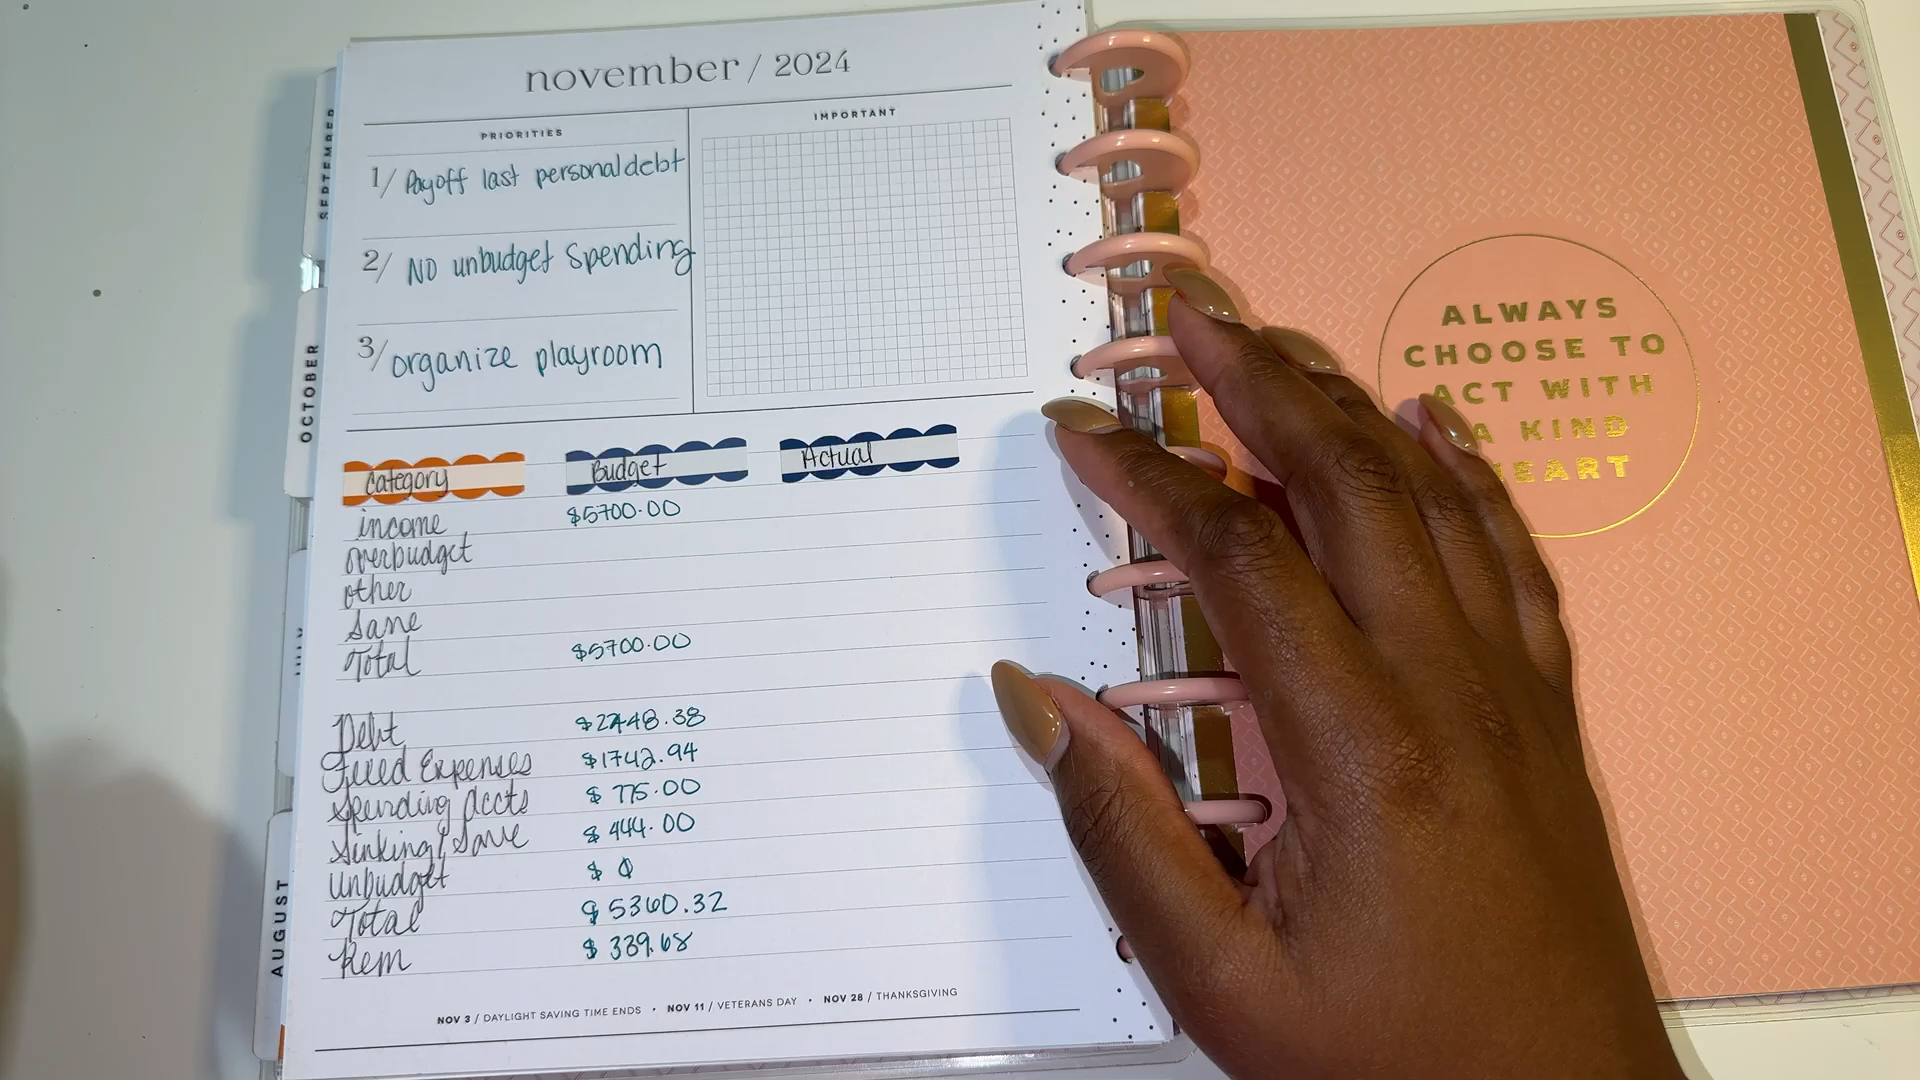 november / 2024
PRIORITIES
1/ Payoff last personal debt
2/ NO unbudget Spending
3/ organize playroom
IMPORTANT
Category Budget Actual
income $5700.00
overbudget
other
Sane
Total $5700.00
Debt $2448.38
Fixed Expenses $1742.94
Spending Accts $775.00
Sinking/Save $444.00
Unbudget $0
Total $5360.32
Rem $339.68
NOV 3 / DAYLIGHT SAVING TIME ENDS • NOV 11 / VETERANS DAY • NOV 28 / THANKSGIVING
SEPTEMBER
OCTOBER
AUGUST
ALWAYS
CHOOSE TO
ACT WITH
A KIND
HEART